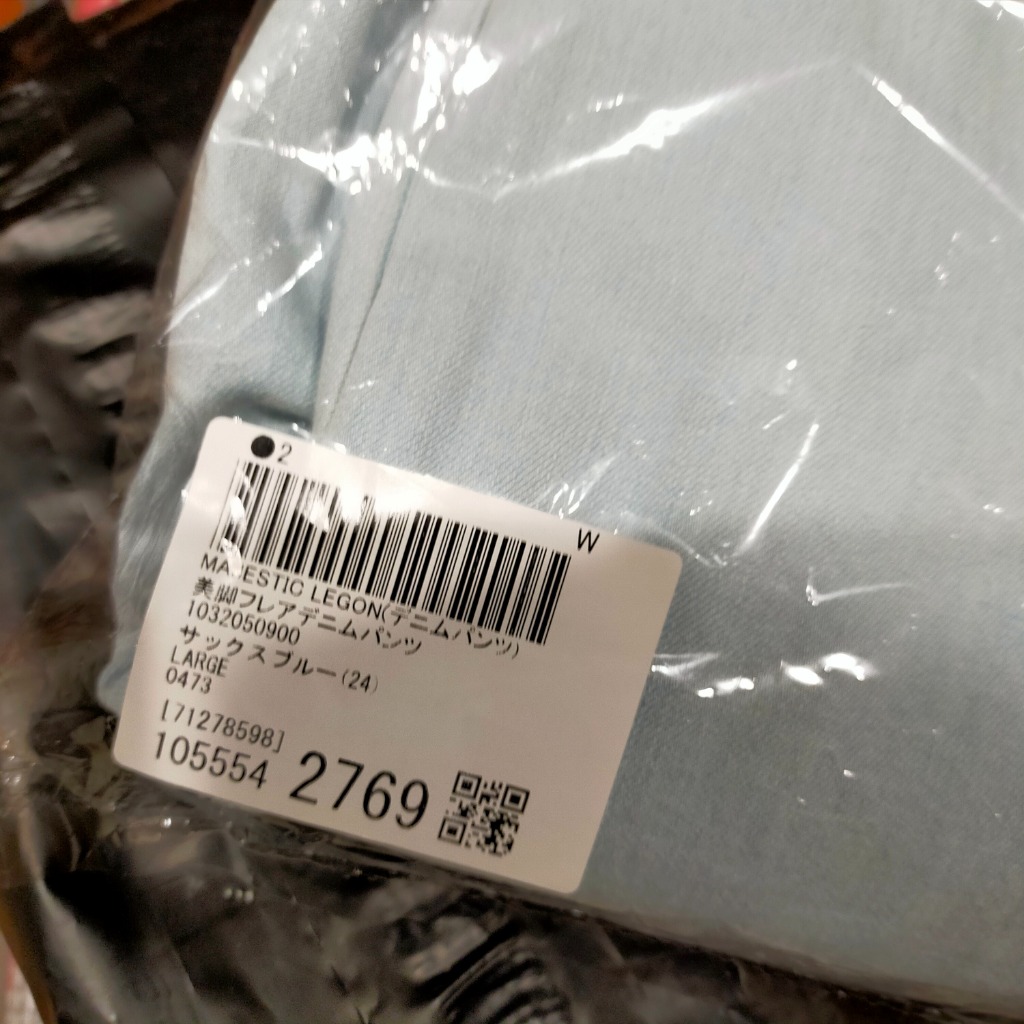 ●2
W
MAJESTIC LEGON(デニムパンツ)
美脚フレアデニムパンツ
1032050900
サックスブルー(24)
LARGE
0473
[71278598]
105554 2769